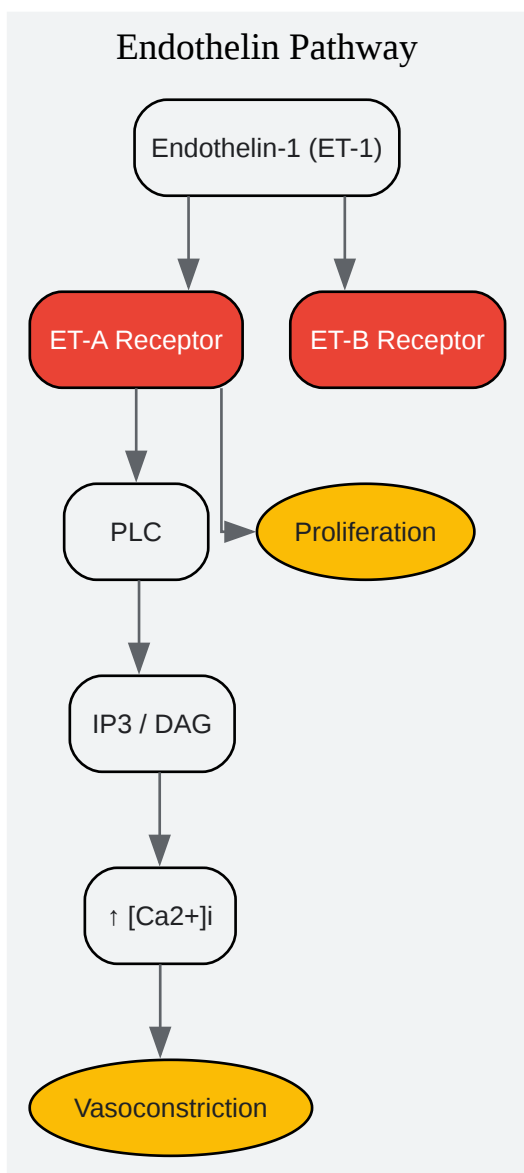 Endothelin Pathway
Endothelin-1 (ET-1)
ET-A Receptor
ET-B Receptor
PLC
Proliferation
IP3 / DAG
↑ [Ca2+]i
Vasoconstriction